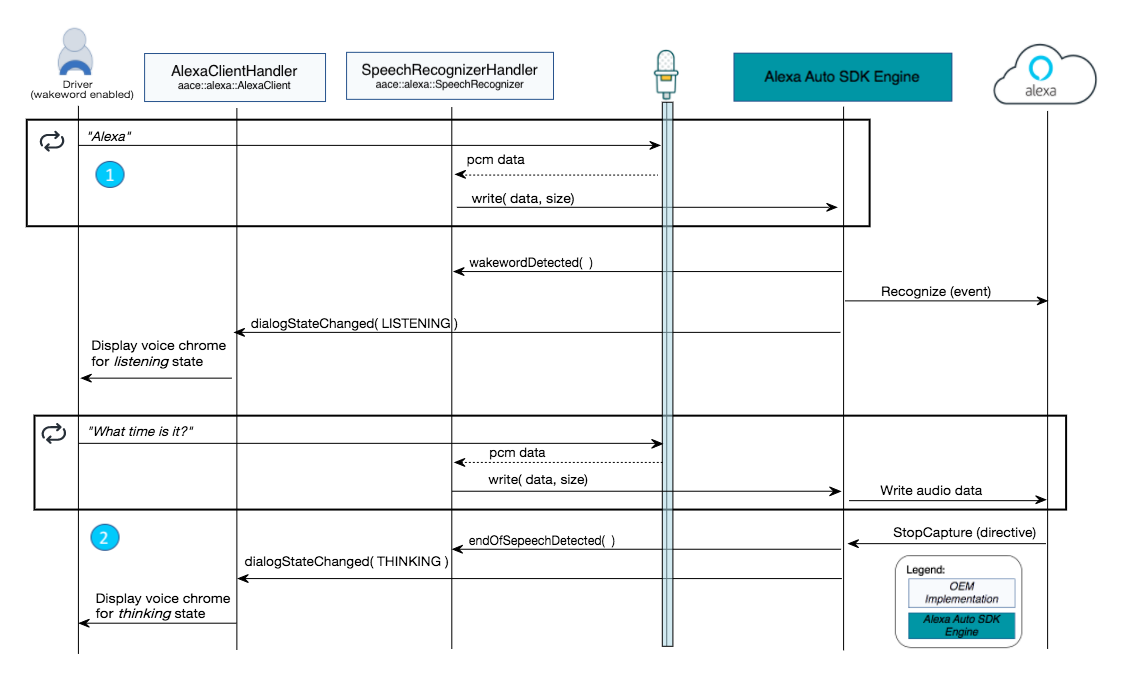 Driver
(wakeword enabled)
AlexaClientHandler
aace::alexa::AlexaClient
SpeechRecognizerHandler
aace::alexa::SpeechRecognizer
Alexa Auto SDK Engine
alexa
"Alexa"
1
pcm data
write( data, size)
wakewordDetected( )
Recognize (event)
dialogStateChanged( LISTENING )
Display voice chrome
for listening state
"What time is it?"
pcm data
write( data, size)
Write audio data
2
StopCapture (directive)
endOfSepeechDetected( )
dialogStateChanged( THINKING )
Display voice chrome
for thinking state
Legend:
OEM
Implementation
Alexa Auto SDK
Engine